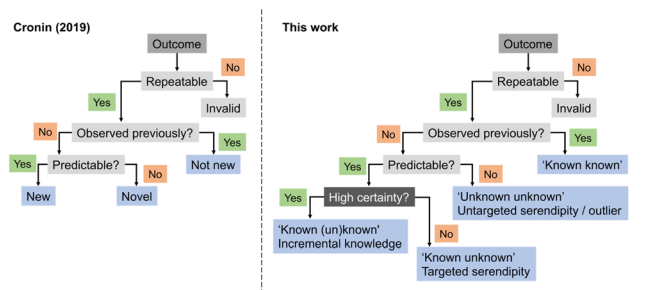 Cronin (2019)
Outcome
Repeatable
No
Yes
Invalid
No
Observed previously?
Yes
Yes
Predictable?
Not new
No
New
Novel
This work
Outcome
Repeatable
No
Yes
Invalid
No
Observed previously?
Yes
Yes
Predictable?
'Known known'
No
Yes
High certainty?
'Unknown unknown'
Untargeted serendipity / outlier
'Known (un)known'
Incremental knowledge
No
'Known unknown'
Targeted serendipity